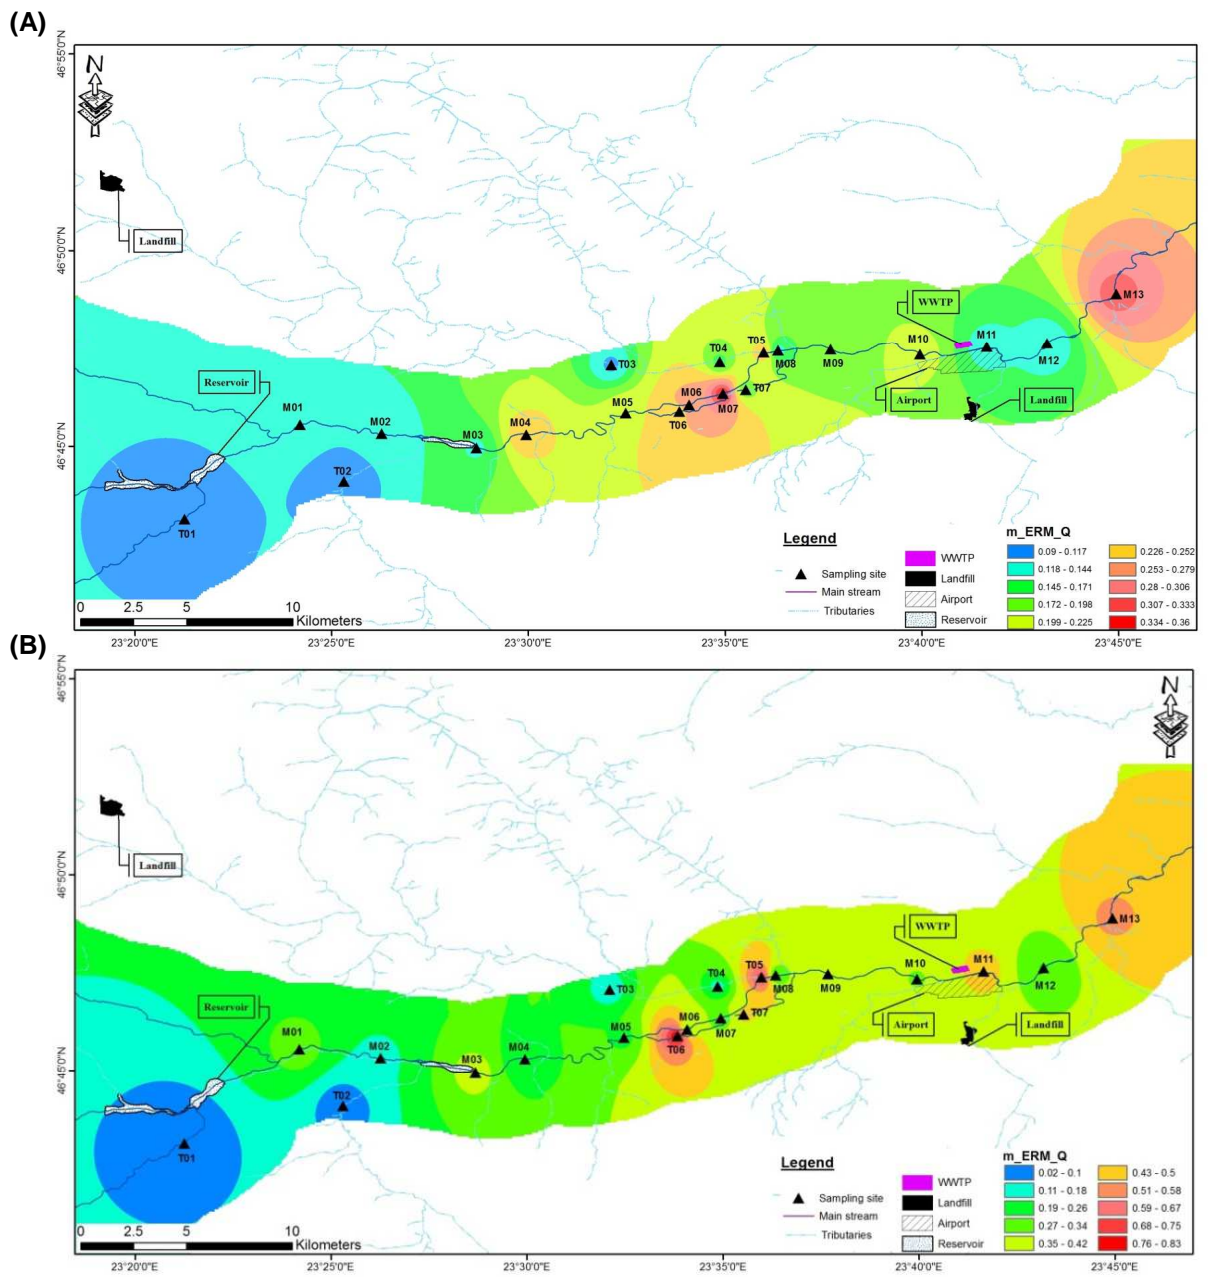 (A)
46°55'0"N
N
Landfill
46°50'0"N
WWTP
M13
T03
T04
T05
M08
M09
M10
M11
M12
Reservoir
M01
M02
M03
M04
M05
M06
T06
M07
T07
Airport
Landfill
46°45'0"N
T02
T01
Legend
Sampling site
Main stream
Tributaries
WWTP
Landfill
Airport
Reservoir
m_ERM_Q
0.09 - 0.117
0.118 - 0.144
0.145 - 0.171
0.172 - 0.198
0.199 - 0.225
0.226 - 0.252
0.253 - 0.279
0.28 - 0.306
0.307 - 0.333
0.334 - 0.36
0 2.5 5 10
Kilometers
23°20'0"E 23°25'0"E 23°30'0"E 23°35'0"E 23°40'0"E 23°45'0"E
(B)
46°55'0"N
N
Landfill
46°50'0"N
WWTP
M13
T03
T04
T05
M08
M09
M10
M11
M12
Reservoir
M01
M02
M03
M04
M05
M06
T06
M07
T07
Airport
Landfill
46°45'0"N
T02
T01
Legend
Sampling site
Main stream
Tributaries
WWTP
Landfill
Airport
Reservoir
m_ERM_Q
0.02 - 0.1
0.11 - 0.18
0.19 - 0.26
0.27 - 0.34
0.35 - 0.42
0.43 - 0.5
0.51 - 0.58
0.59 - 0.67
0.68 - 0.75
0.76 - 0.83
0 2.5 5 10
Kilometers
23°20'0"E 23°25'0"E 23°30'0"E 23°35'0"E 23°40'0"E 23°45'0"E